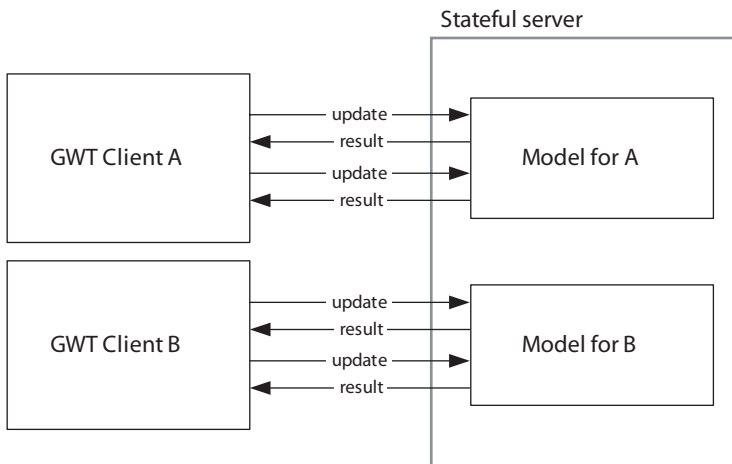 Stateful server
GWT Client A
update
result
update
result
Model for A
GWT Client B
update
result
update
result
Model for B